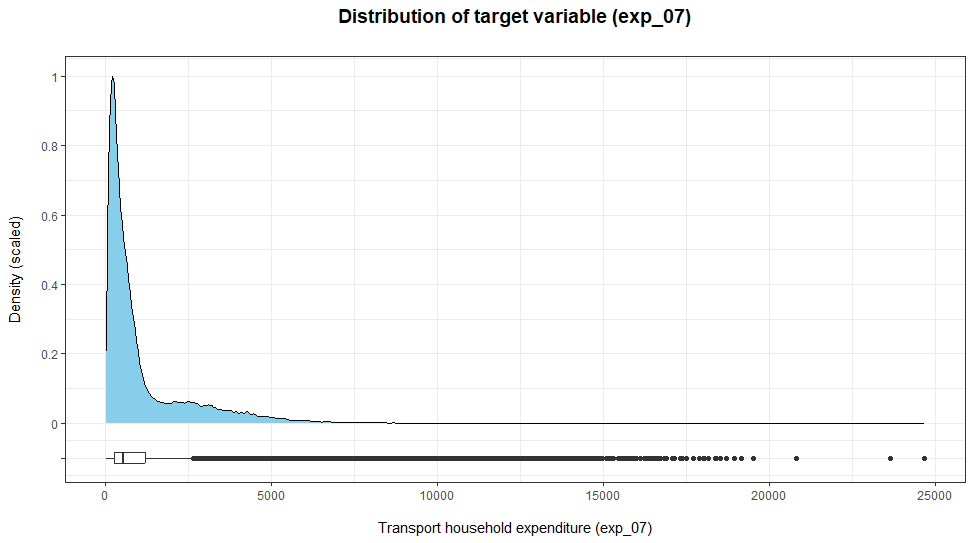 Distribution of target variable (exp_07)
Density (scaled)
1
0.8
0.6
0.4
0.2
0
0 5000 10000 15000 20000 25000
Transport household expenditure (exp_07)